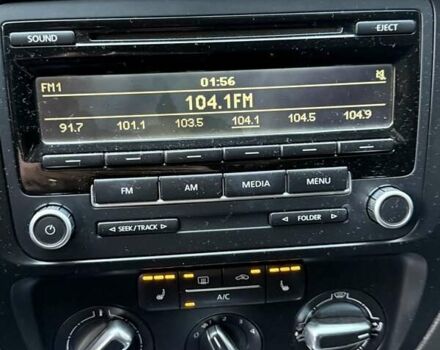 SOUND
EJECT
FM1 01:56
104.1FM
91.7 101.1 103.5 104.1 104.5 104.9
FM AM MEDIA MENU
SEEK/TRACK FOLDER
A/C